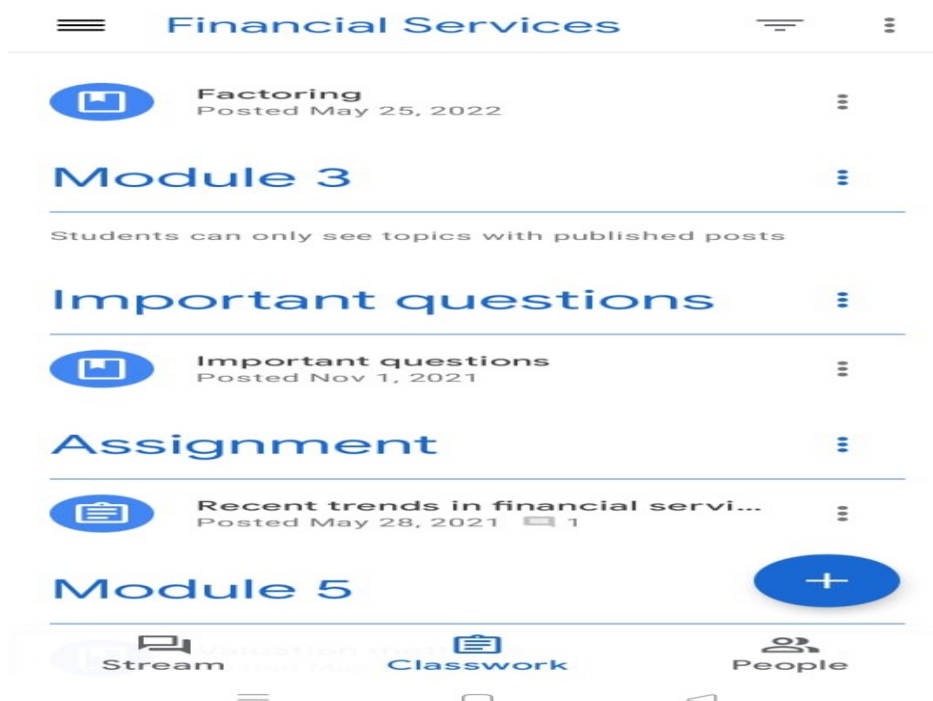 Financial Services
Factoring
Posted May 25, 2022
Module 3
Students can only see topics with published posts
Important questions
Important questions
Posted Nov 1, 2021
Assignment
Recent trends in financial servi...
Posted May 28, 2021 1
Module 5
Valuation
Stream
Classwork
People